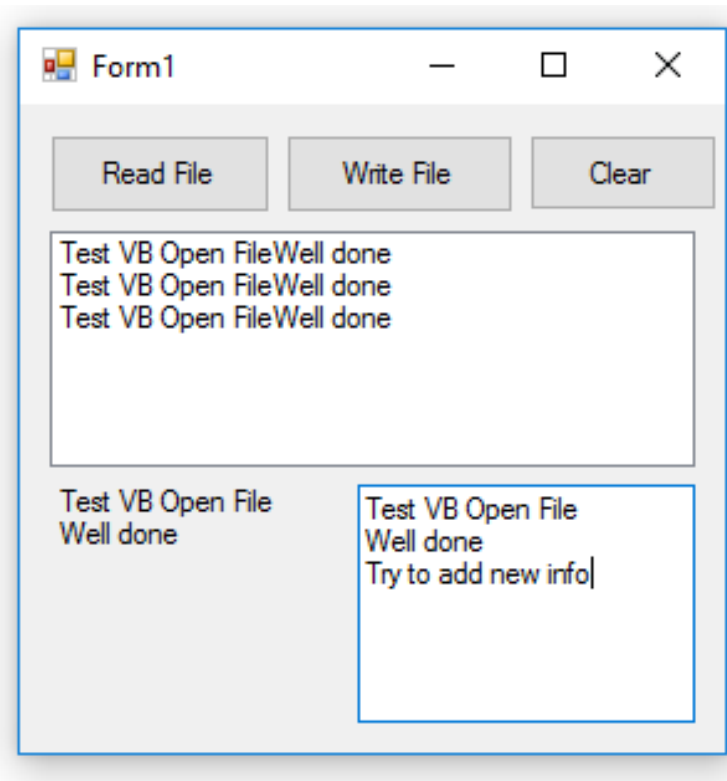 Form1
Read File
Write File
Clear
Test VB Open FileWell done
Test VB Open FileWell done
Test VB Open FileWell done
Test VB Open File
Well done
Test VB Open File
Well done
Try to add new info